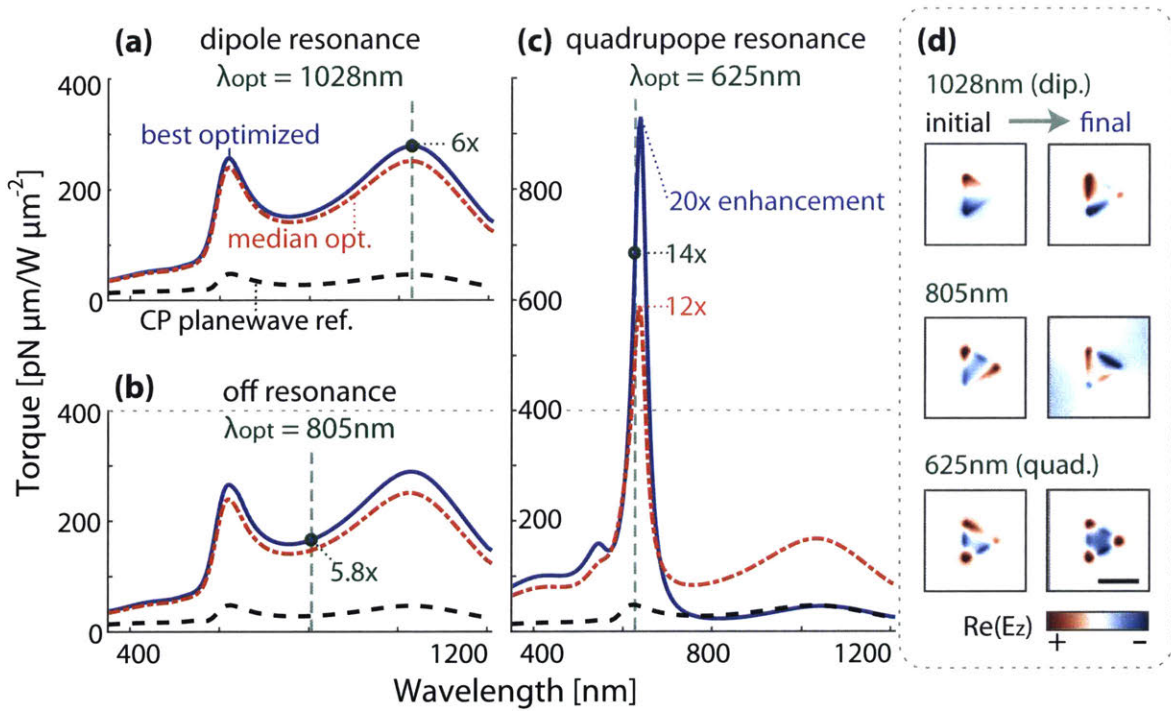 (a) dipole resonance
λopt = 1028nm
400
best optimized
6x
200
median opt.
0
CP planewave ref.
(b) off resonance
400
λopt = 805nm
200
5.8x
0
400 1200
Torque [pN μm/W μm-2]
(c) quadrupope resonance
λopt = 625nm
800
20x enhancement
14x
600
12x
400
200
0
400 800 1200
Wavelength [nm]
(d)
1028nm (dip.)
initial final
805nm
625nm (quad.)
Re(Ez)
+ −